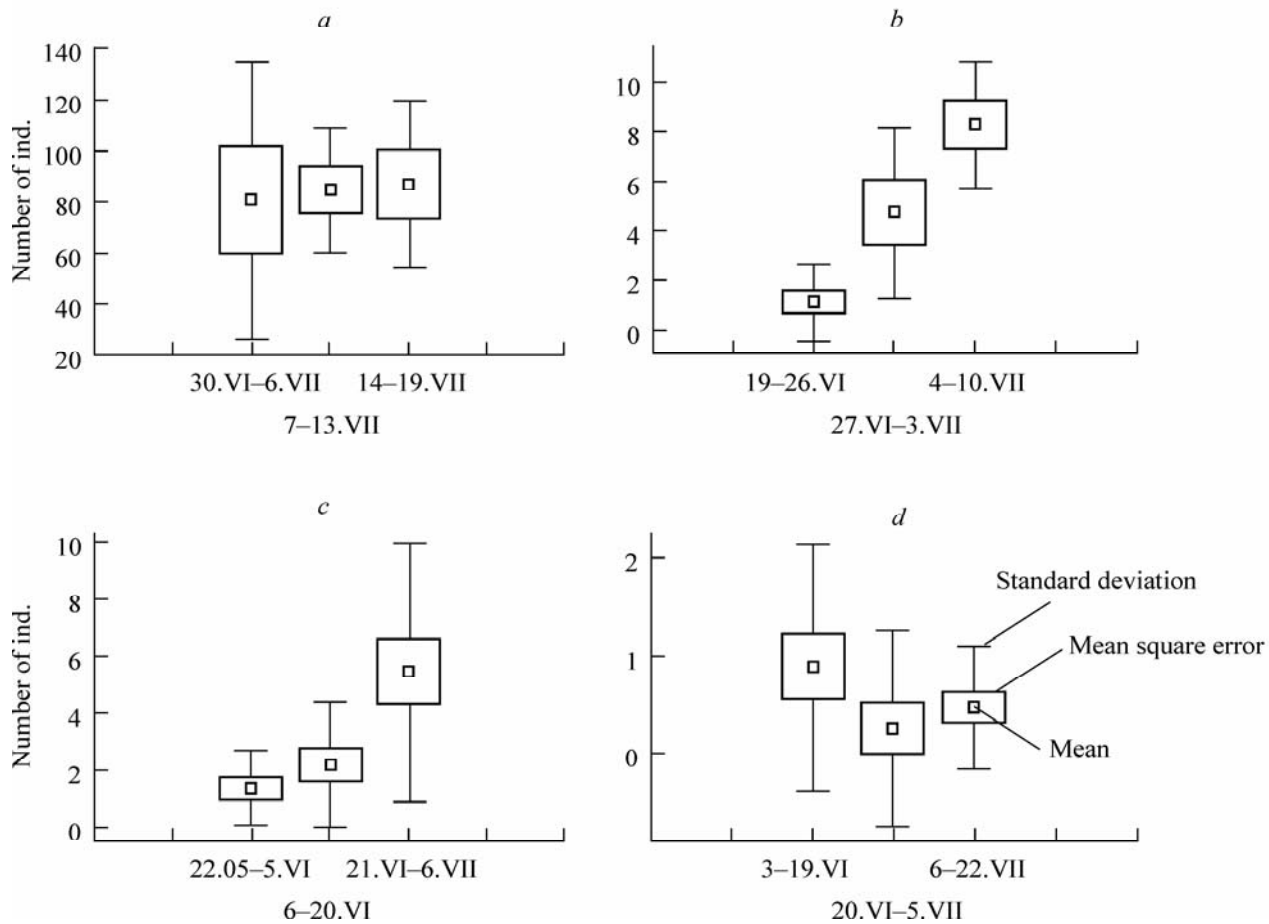 a
140
120
100
80
60
40
20
Number of ind.
30.VI–6.VII
14–19.VII
7–13.VII
b
10
8
6
4
2
0
19–26.VI
4–10.VII
27.VI–3.VII
c
10
8
6
4
2
0
Number of ind.
22.05–5.VI
21.VI–6.VII
6–20.VI
d
2
1
0
Standard deviation
Mean square error
Mean
3–19.VI
6–22.VII
20.VI–5.VII